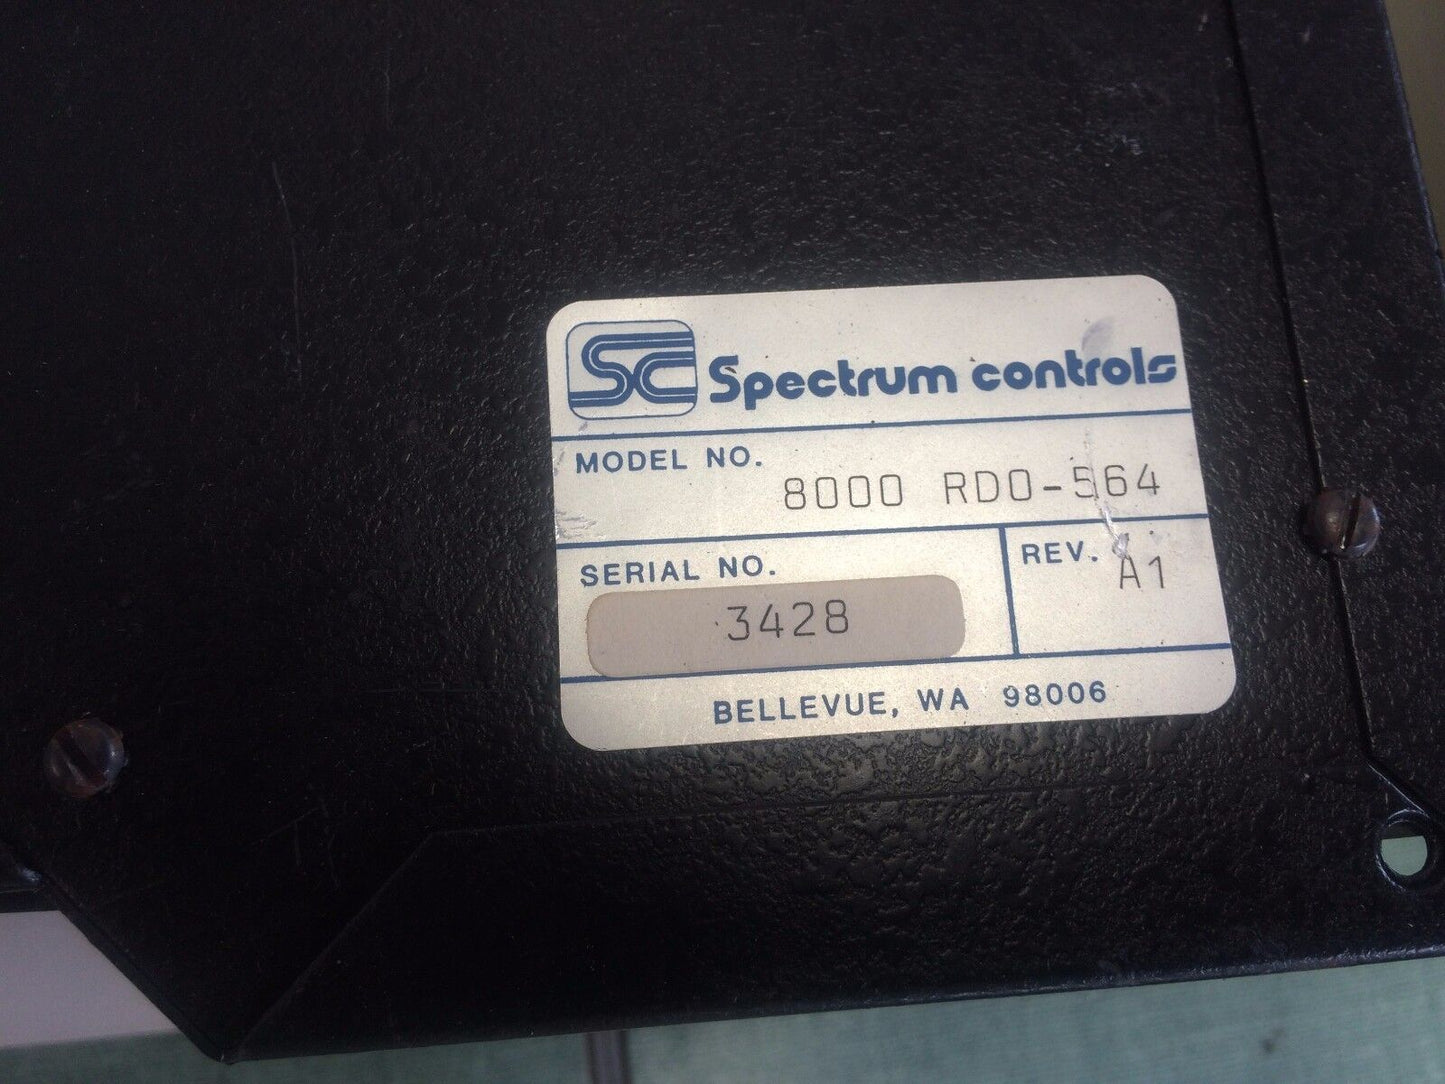 SC Spectrum controls
MODEL NO.
8000 RDO-564
SERIAL NO.
3428
REV.
A1
BELLEVUE, WA 98006